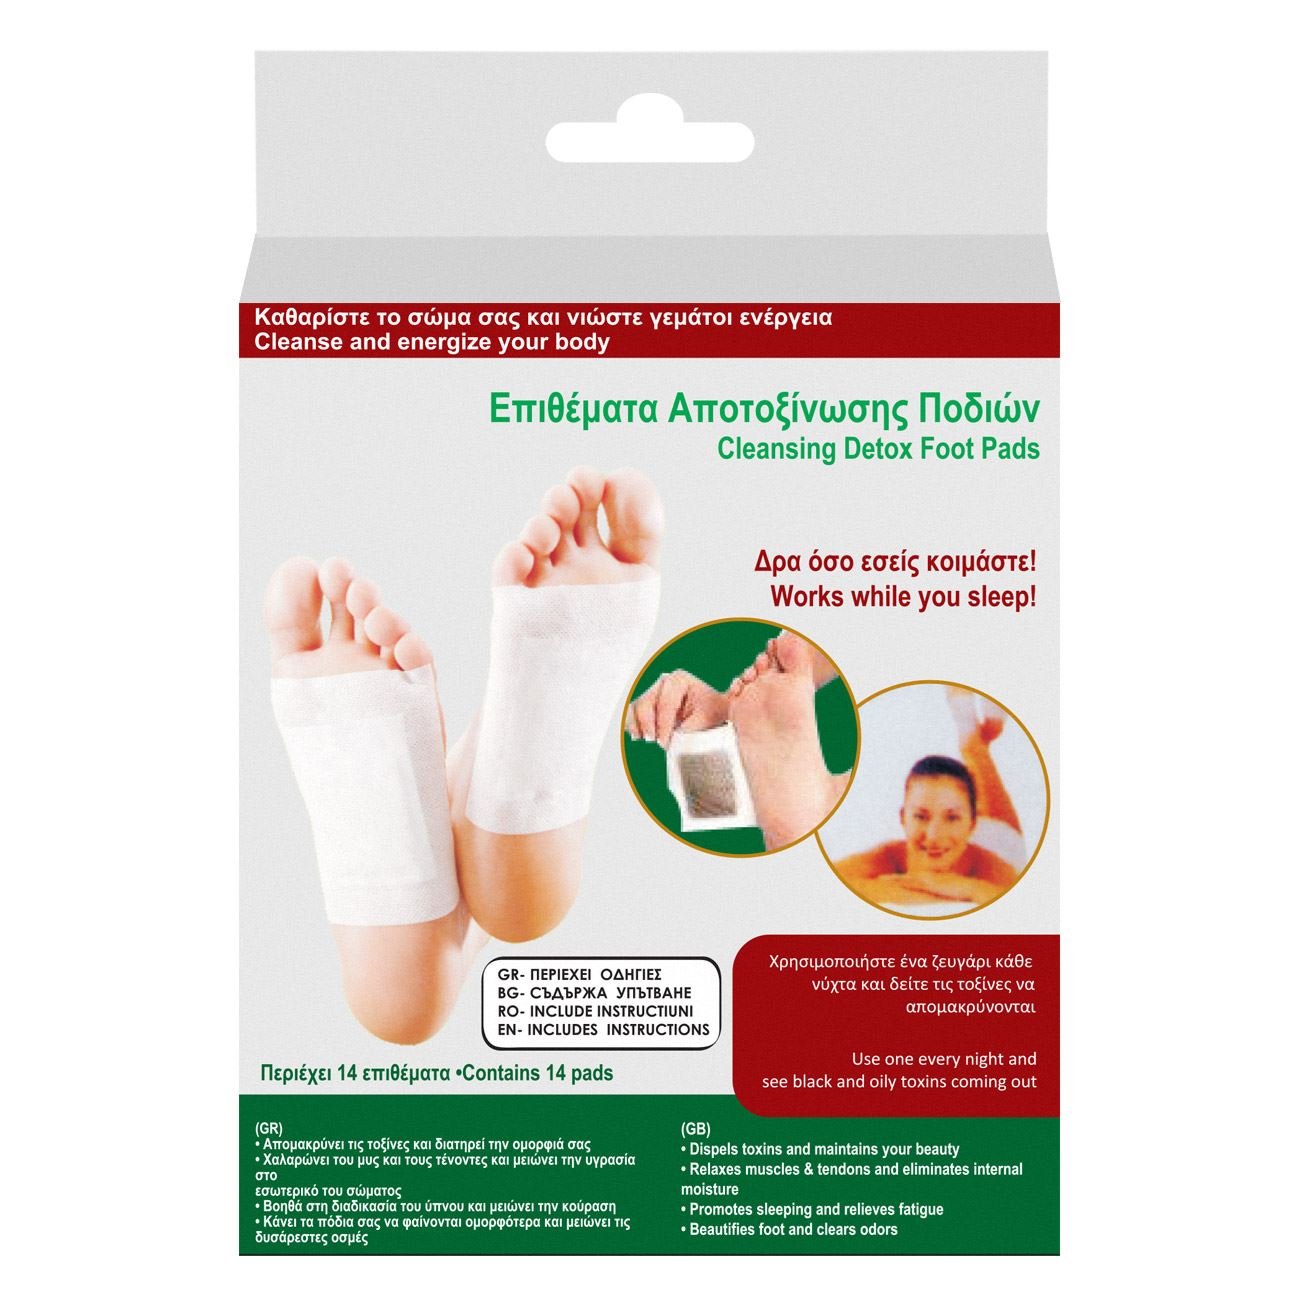 Καθαρίστε το σώμα σας και νιώστε γεμάτοι ενέργεια
Cleanse and energize your body
Επιθέματα Αποτοξίνωσης Ποδιών
Cleansing Detox Foot Pads
Δρα όσο εσείς κοιμάστε!
Works while you sleep!
GR- ΠΕΡΙΕΧΕΙ ΟΔΗΓΙΕΣ
BG- СЪДЪРЖА УПЪТВАНЕ
RO- INCLUDE INSTRUCTIUNI
EN- INCLUDES INSTRUCTIONS
Χρησιμοποιήστε ένα ζευγάρι κάθε
νύχτα και δείτε τις τοξίνες να
απομακρύνονται
Use one every night and
see black and oily toxins coming out
Περιέχει 14 επιθέματα •Contains 14 pads
(GR)
• Απομακρύνει τις τοξίνες και διατηρεί την ομορφιά σας
• Χαλαρώνει του μυς και τους τένοντες και μειώνει την υγρασία
στο
εσωτερικό του σώματος
• Βοηθά στη διαδικασία του ύπνου και μειώνει την κούραση
• Κάνει τα πόδια σας να φαίνονται ομορφότερα και μειώνει τις
δυσάρεστες οσμές
(GB)
• Dispels toxins and maintains your beauty
• Relaxes muscles & tendons and eliminates internal
moisture
• Promotes sleeping and relieves fatigue
• Beautifies foot and clears odors